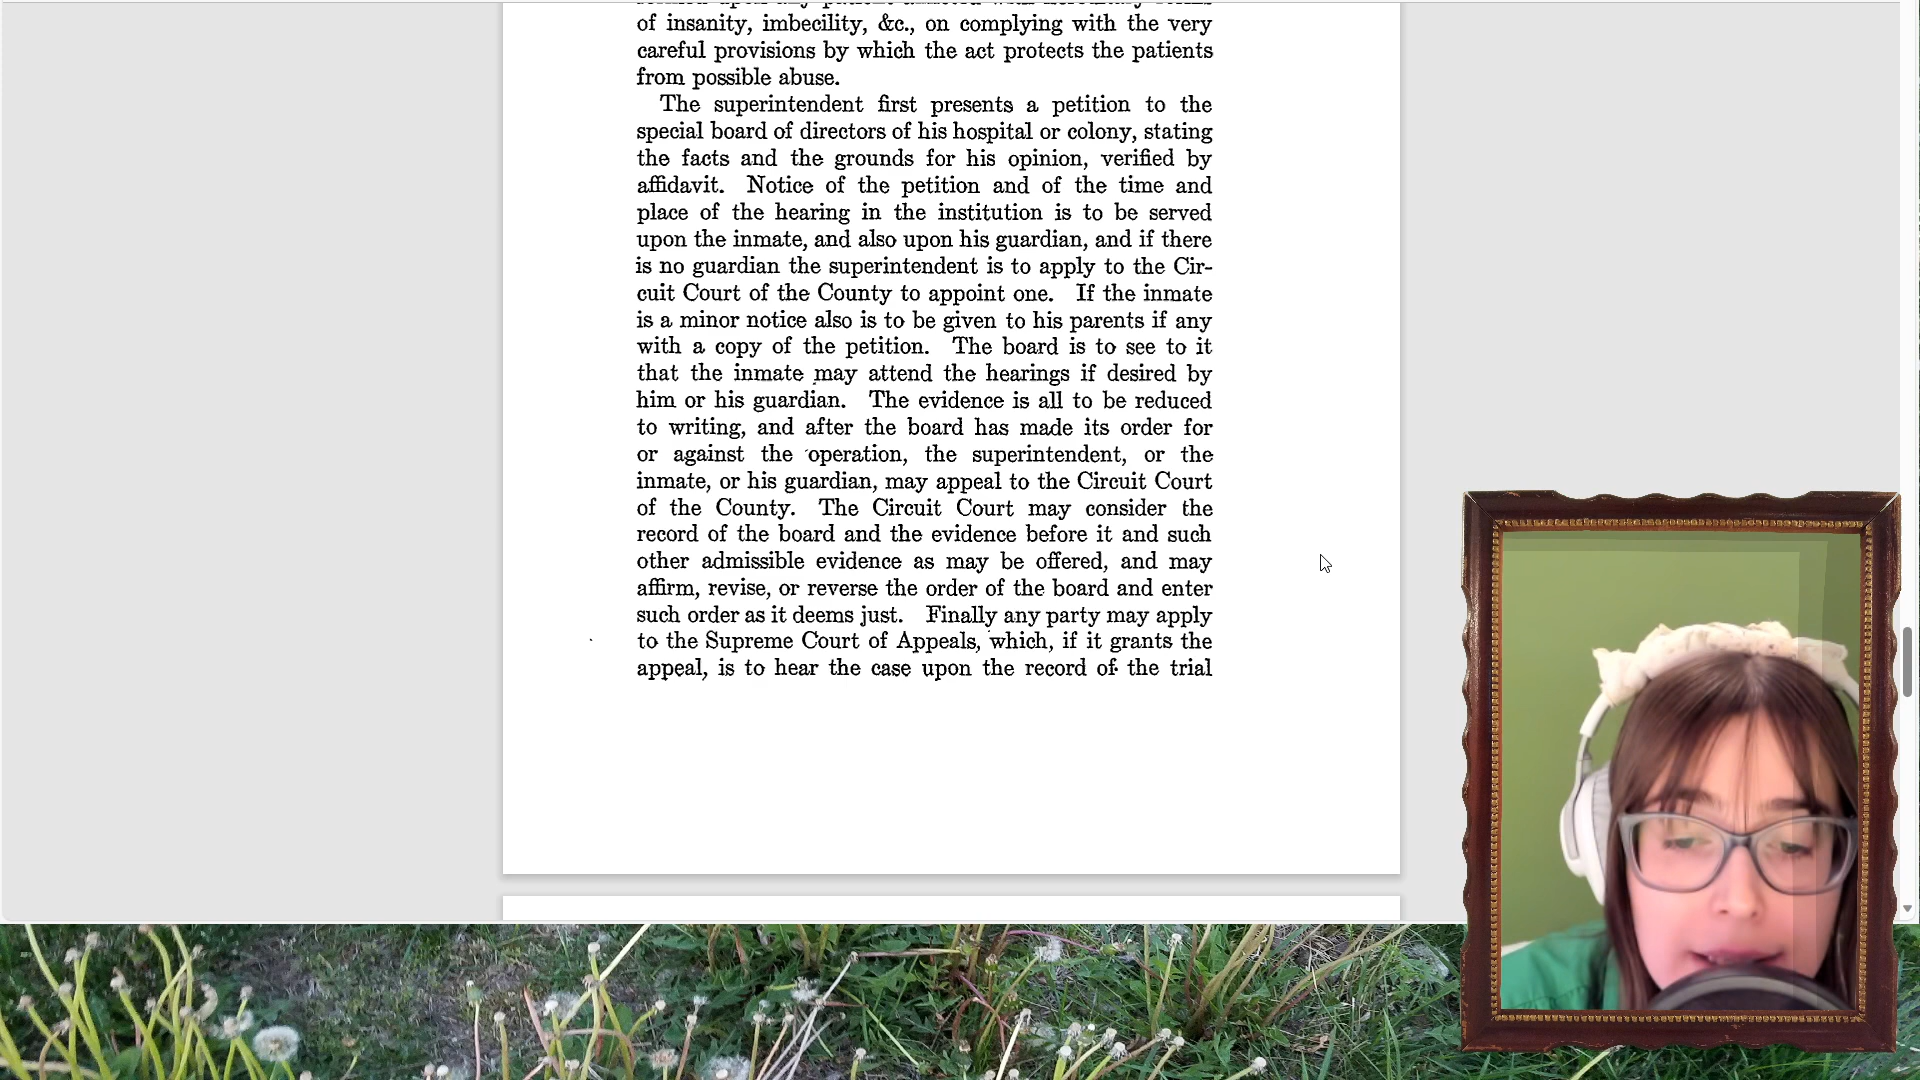 of insanity, imbecility, &c., on complying with the very
careful provisions by which the act protects the patients
from possible abuse.
The superintendent first presents a petition to the
special board of directors of his hospital or colony, stating
the facts and the grounds for his opinion, verified by
affidavit. Notice of the petition and of the time and
place of the hearing in the institution is to be served
upon the inmate, and also upon his guardian, and if there
is no guardian the superintendent is to apply to the Cir-
cuit Court of the County to appoint one. If the inmate
is a minor notice also is to be given to his parents if any
with a copy of the petition. The board is to see to it
that the inmate may attend the hearings if desired by
him or his guardian. The evidence is all to be reduced
to writing, and after the board has made its order for
or against the operation, the superintendent, or the
inmate, or his guardian, may appeal to the Circuit Court
of the County. The Circuit Court may consider the
record of the board and the evidence before it and such
other admissible evidence as may be offered, and may
affirm, revise, or reverse the order of the board and enter
such order as it deems just. Finally any party may apply
to the Supreme Court of Appeals, which, if it grants the
appeal, is to hear the case upon the record of the trial